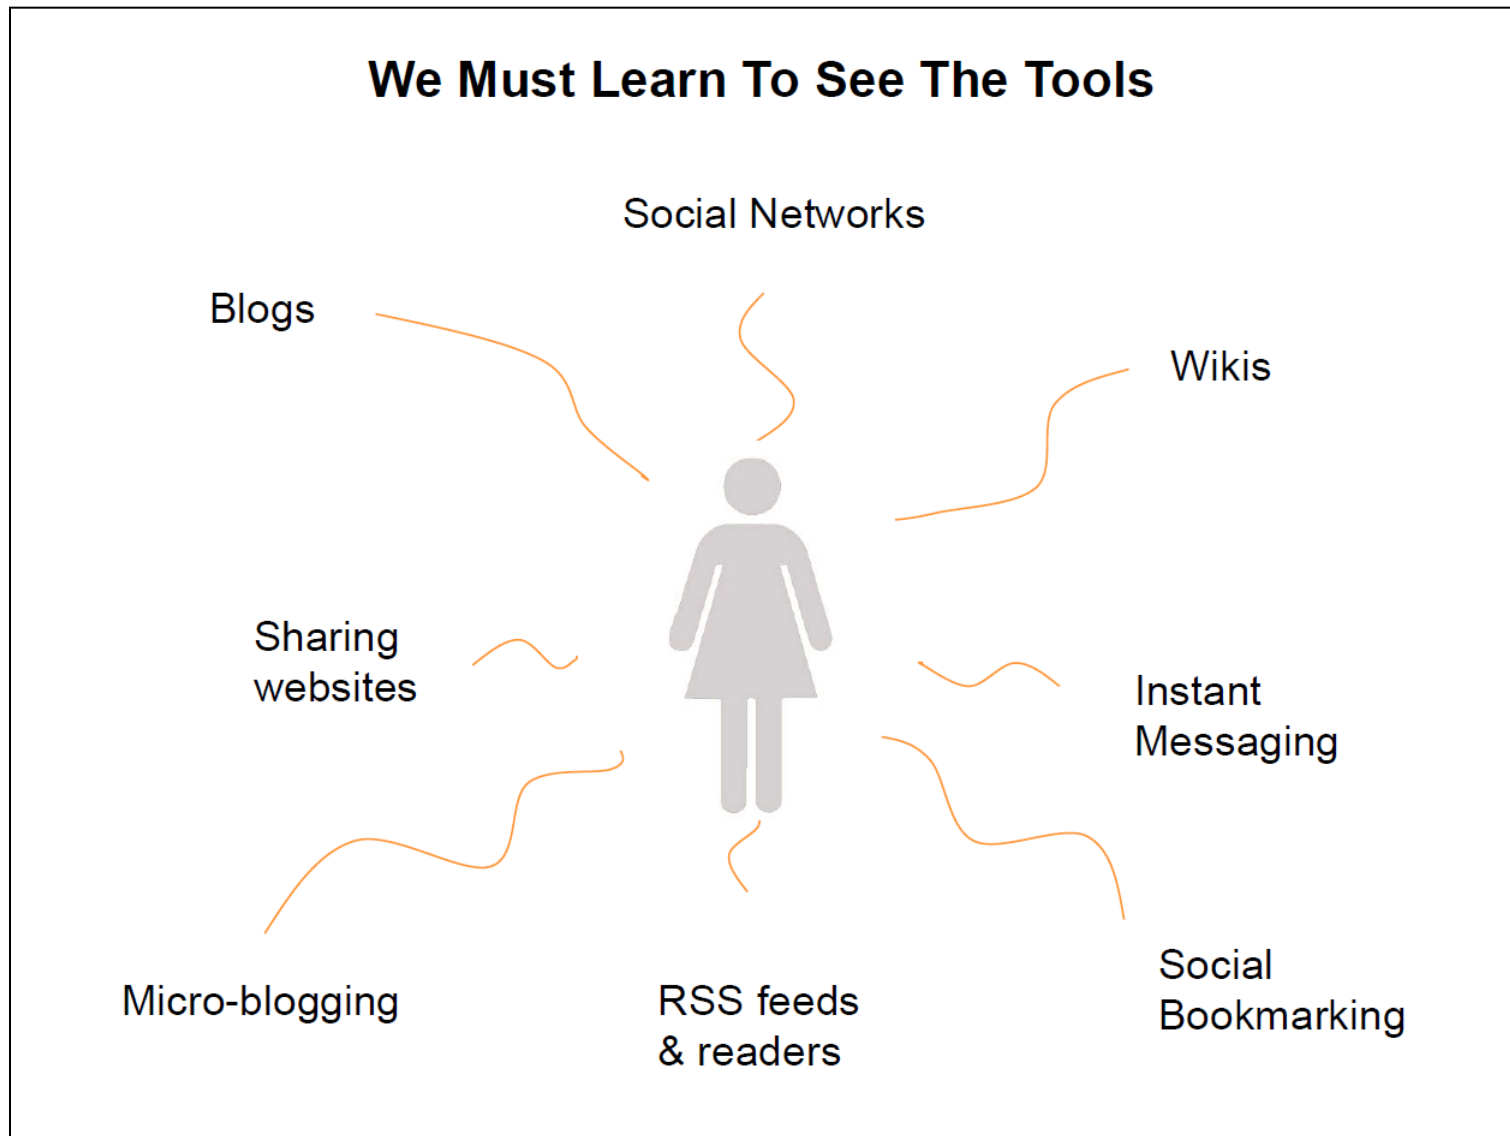 We Must Learn To See The Tools
Social Networks
Blogs
Wikis
Sharing
websites
Instant
Messaging
Micro-blogging
RSS feeds
& readers
Social
Bookmarking